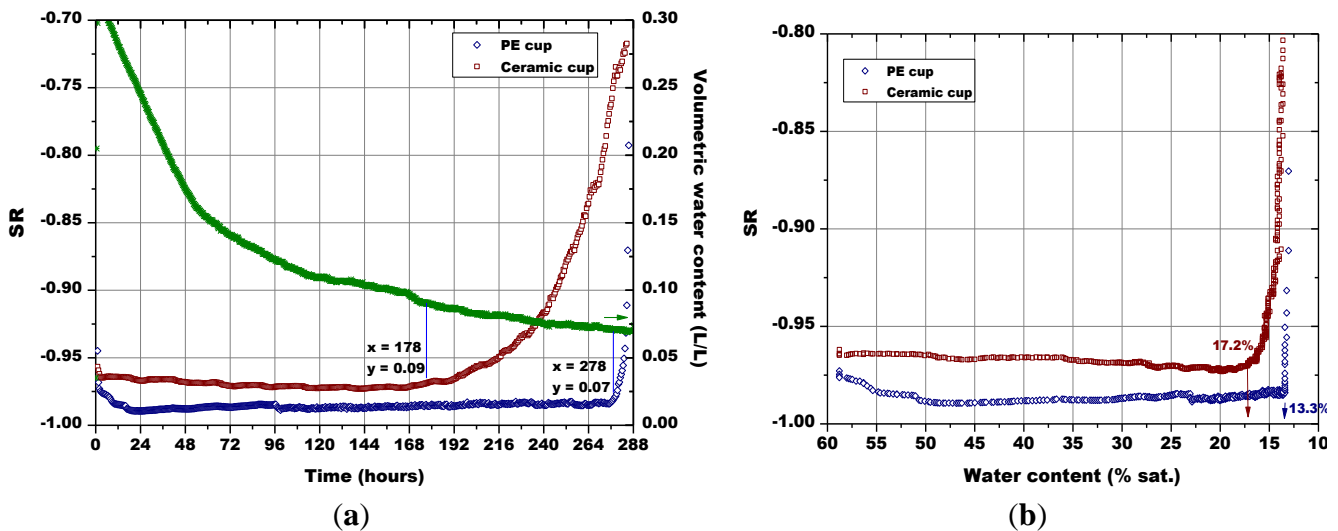 -0.70
-0.75
-0.80
-0.85
-0.90
-0.95
-1.00
SR
0.30
0.25
0.20
0.15
0.10
0.05
0.00
Volumetric water content (L/L)
PE cup
Ceramic cup
x = 178
y = 0.09
x = 278
y = 0.07
0 24 48 72 96 120 144 168 192 216 240 264 288
Time (hours)
(a)
-0.80
-0.85
-0.90
-0.95
-1.00
SR
PE cup
Ceramic cup
17.2%
13.3%
60 55 50 45 40 35 30 25 20 15 10
Water content (% sat.)
(b)